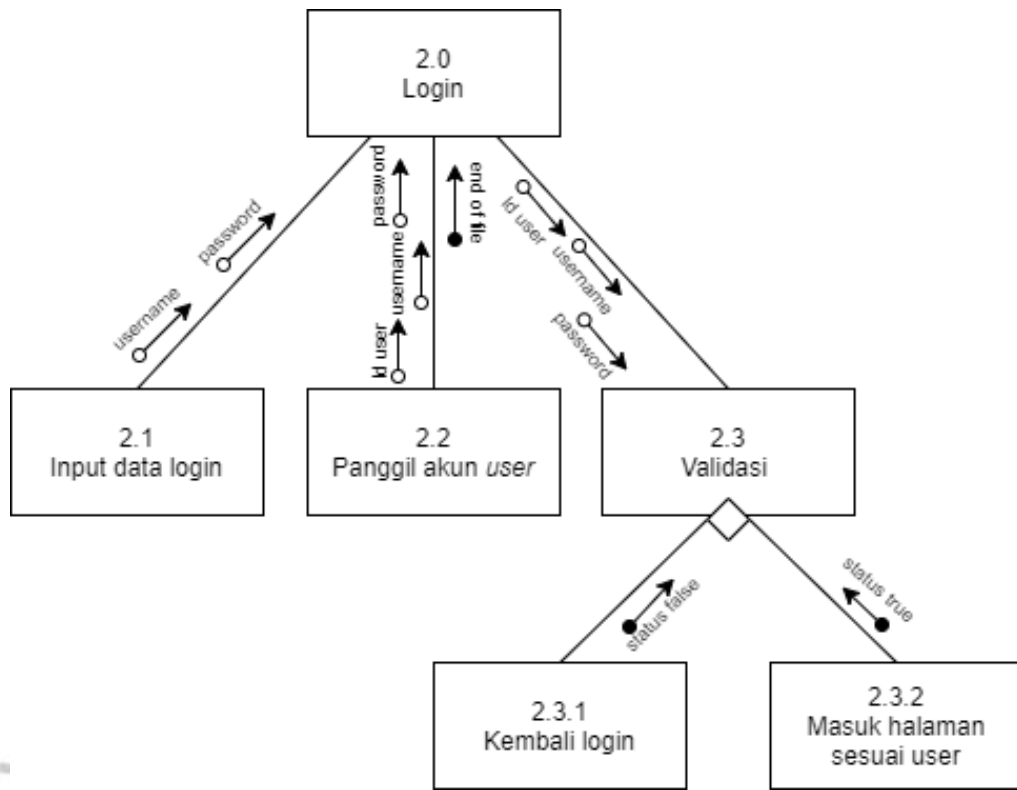 2.0
Login
password
username
password
username
Id user
end of file
Id user
username
password
2.1
Input data login
2.2
Panggil akun user
2.3
Validasi
status false
status true
2.3.1
Kembali login
2.3.2
Masuk halaman
sesuai user